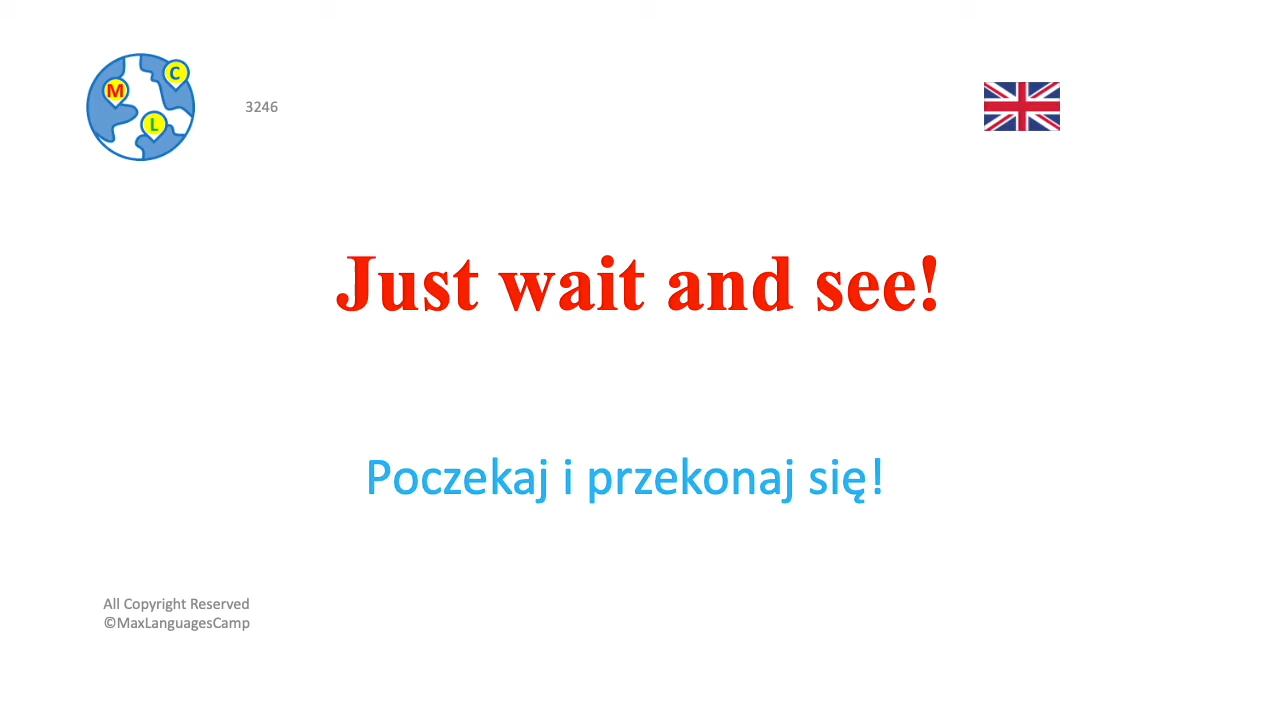 C
M
L
3246
Just wait and see!
Poczekaj i przekonaj się!
All Copyright Reserved
©MaxLanguagesCamp